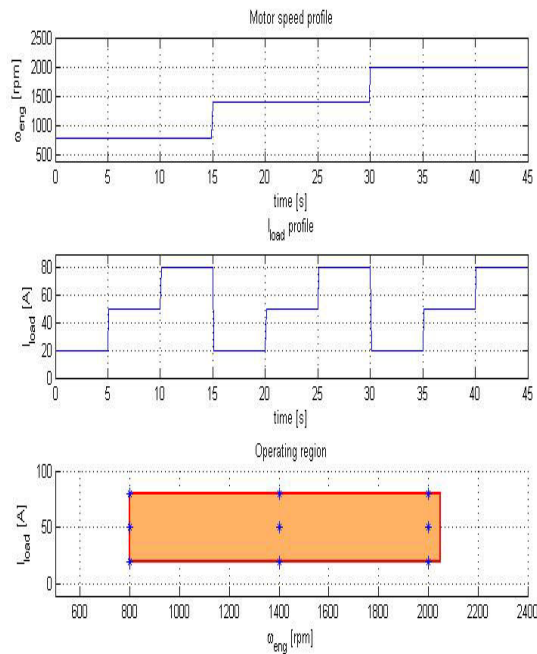 Motor speed profile
2500
2000
1500
1000
500
ω_eng [rpm]
0 5 10 15 20 25 30 35 40 45
time [s]
I_load profile
80
60
40
20
0
I_load [A]
0 5 10 15 20 25 30 35 40 45
time [s]
Operating region
100
50
0
I_load [A]
600 800 1000 1200 1400 1600 1800 2000 2200 2400
ω_eng [rpm]